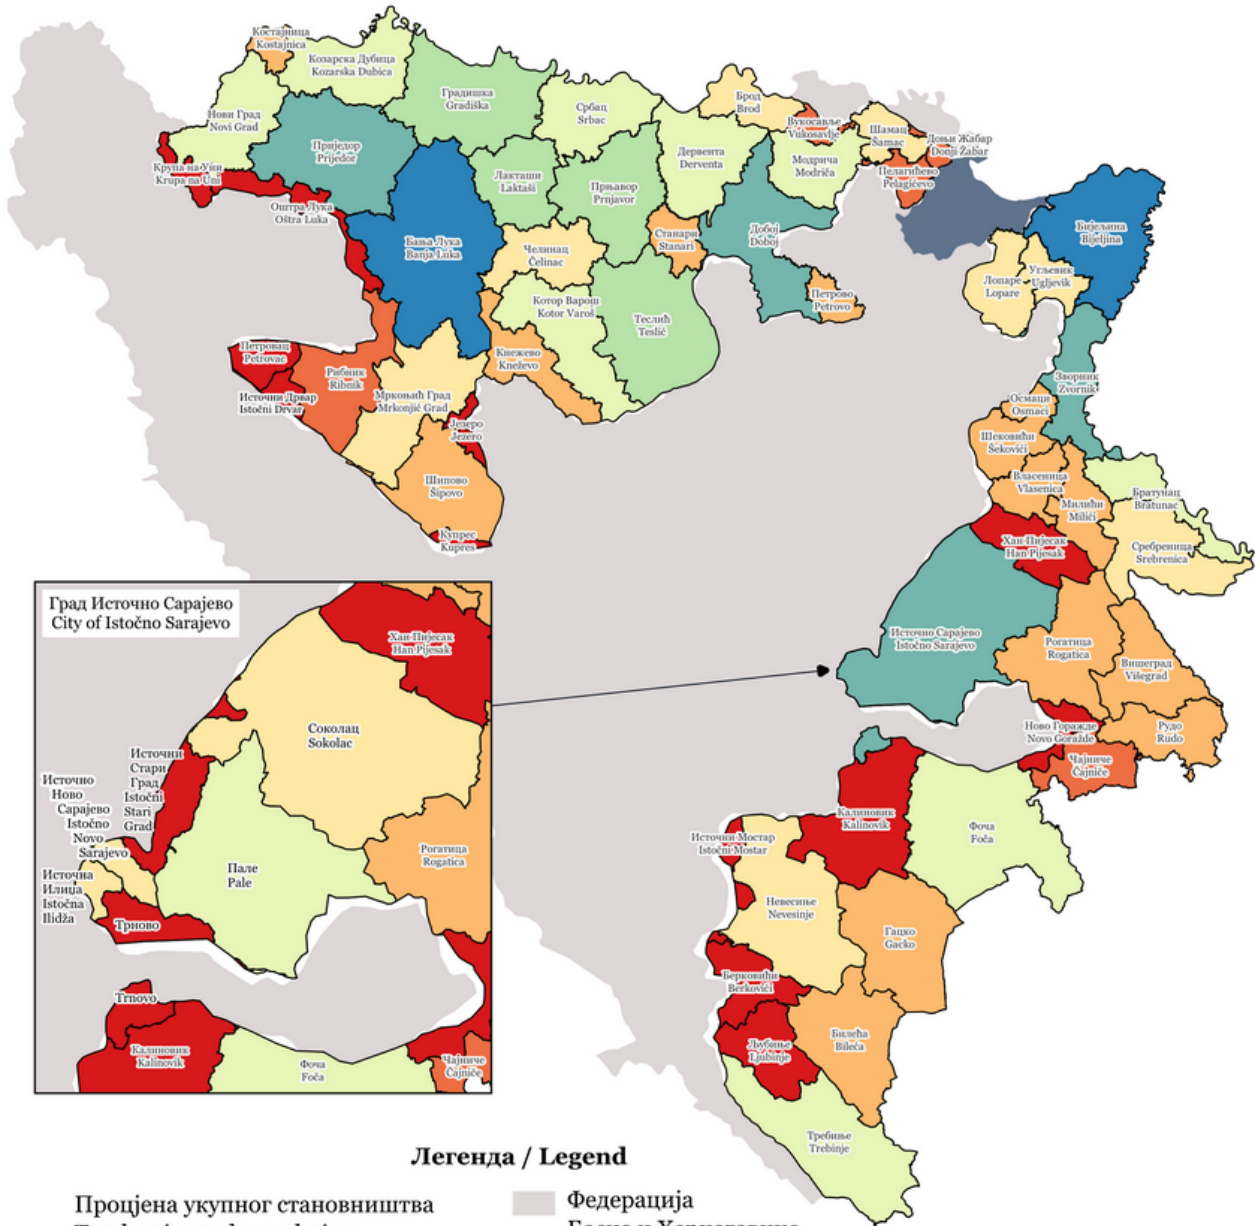 Костајница
Kostajnica
Козарска Дубица
Kozarska Dubica
Градишка
Gradiška
Србац
Srbac
Брод
Brod
Вукосавље
Vukosavlje
Шамац
Šamac
Доњи Жабар
Donji Žabar
Нови Град
Novi Grad
Приједор
Prijedor
Дервента
Derventa
Модрича
Modriča
Пелагићево
Pelagićevo
Крупа на Уни
Krupa na Uni
Лакташи
Laktaši
Прњавор
Prnjavor
Оштра Лука
Oštra Luka
Бања Лука
Banja Luka
Челинац
Čelinac
Станари
Stanari
Добој
Doboj
Бијељина
Bijeljina
Лопаре
Lopare
Угљевик
Ugljevik
Петрово
Petrovo
Котор Варош
Kotor Varoš
Теслић
Teslić
Петровац
Petrovac
Рибник
Ribnik
Кнежево
Kneževo
Источни Дрвар
Istočni Drvar
Мркоњић Град
Mrkonjić Grad
Језеро
Jezero
Шипово
Šipovo
Купрес
Kupres
Зворник
Zvornik
Осмаци
Osmaci
Шековићи
Šekovići
Власеница
Vlasenica
Милићи
Milići
Братунац
Bratunac
Сребреница
Srebrenica
Хан Пијесак
Han Pijesak
Источно Сарајево
Istočno Sarajevo
Рогатица
Rogatica
Вишеград
Višegrad
Ново Горажде
Novo Goražde
Рудо
Rudo
Чајниче
Čajniče
Калиновик
Kalinovik
Фоча
Foča
Источни Мостар
Istočni Mostar
Невесиње
Nevesinje
Гацко
Gacko
Берковићи
Berkovići
Љубиње
Ljubinje
Билећа
Bileća
Требиње
Trebinje
Град Источно Сарајево
City of Istočno Sarajevo
Хан Пијесак
Han Pijesak
Соколац
Sokolac
Источни
Стари
Град
Istočni
Stari
Grad
Источно
Ново
Сарајево
Istočno
Novo
Sarajevo
Источна
Илиџа
Istočna
Ilidža
Пале
Pale
Рогатица
Rogatica
Трново
Trnovo
Калиновик
Kalinovik
Фоча
Foča
Чајниче
Čajniče
Легенда / Legend
Процјена укупног становништва
Федерација